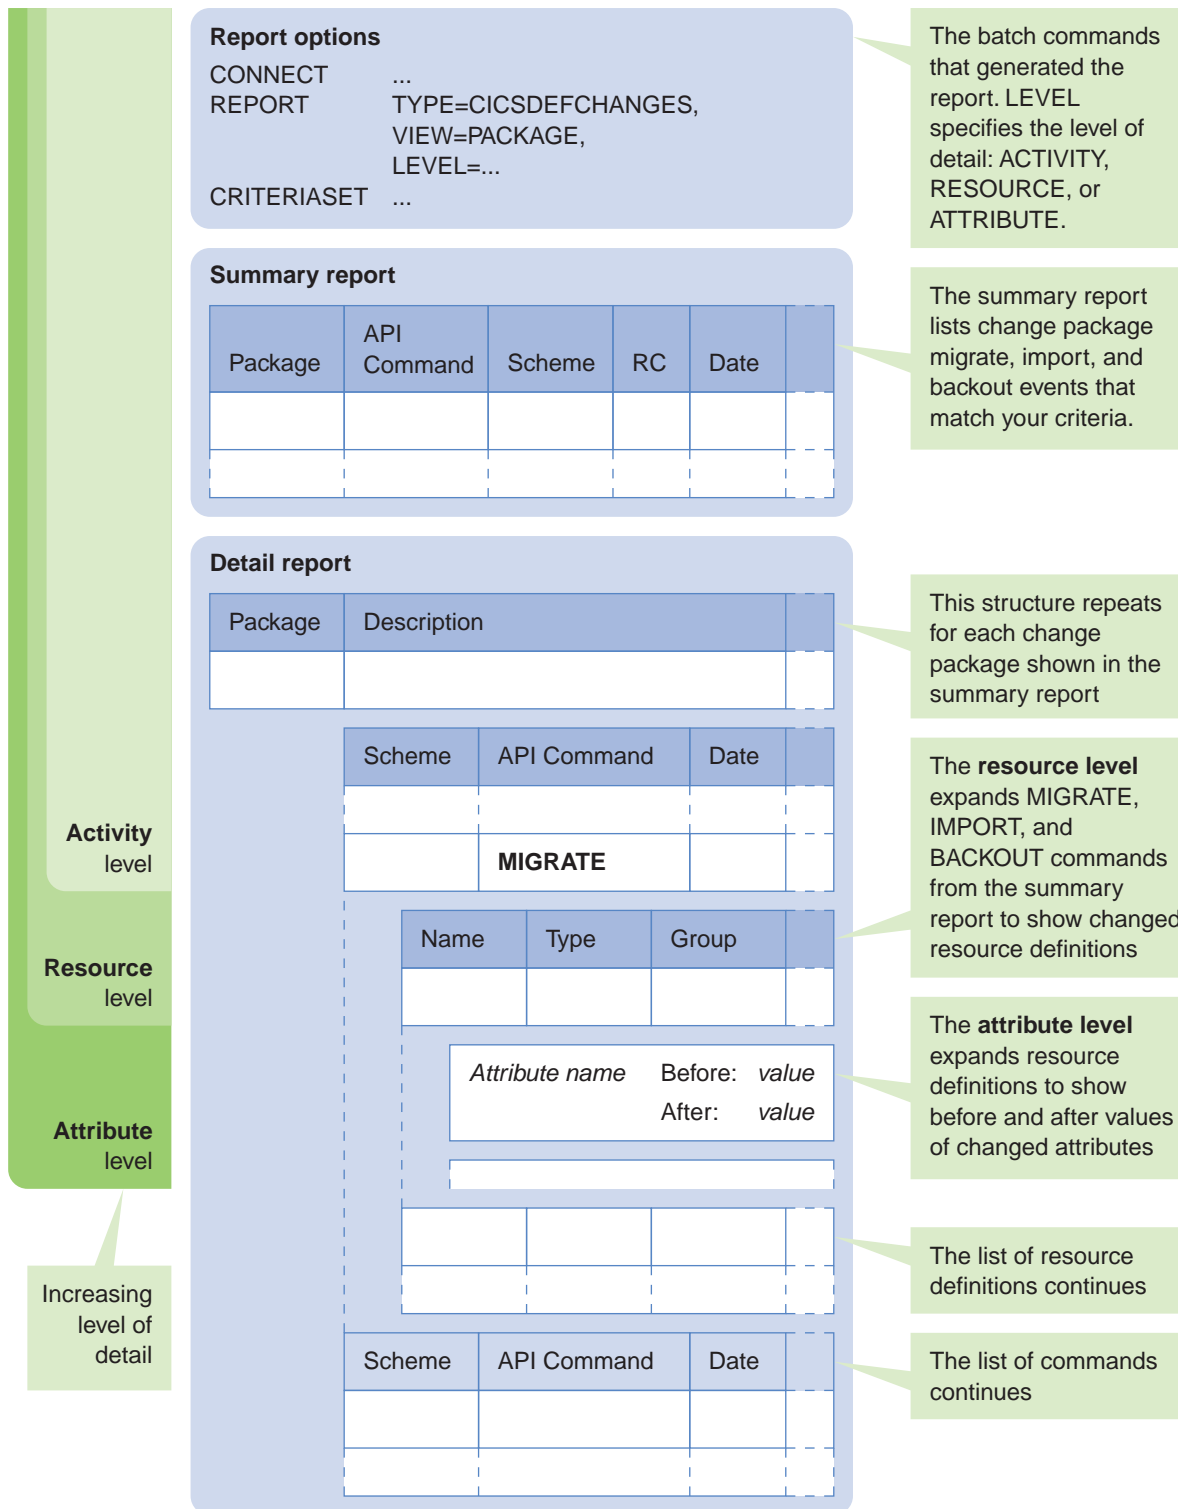 Report options
CONNECT ...
REPORT TYPE=CICSDEFCHANGES,
VIEW=PACKAGE,
LEVEL=...
CRITERIASET ...
The batch commands
that generated the
report. LEVEL
specifies the level of
detail: ACTIVITY,
RESOURCE, or
ATTRIBUTE.
Summary report
Package API Command Scheme RC Date
The summary report
lists change package
migrate, import, and
backout events that
match your criteria.
Detail report
Package Description
This structure repeats
for each change
package shown in the
summary report
Scheme API Command Date
MIGRATE
The resource level
expands MIGRATE,
IMPORT, and
BACKOUT commands
from the summary
report to show changed
resource definitions
Activity
level
Name Type Group
Resource
level
Attribute name Before: value
After: value
The attribute level
expands resource
definitions to show
before and after values
of changed attributes
Attribute
level
The list of resource
definitions continues
Increasing
level of
detail
Scheme API Command Date
The list of commands
continues